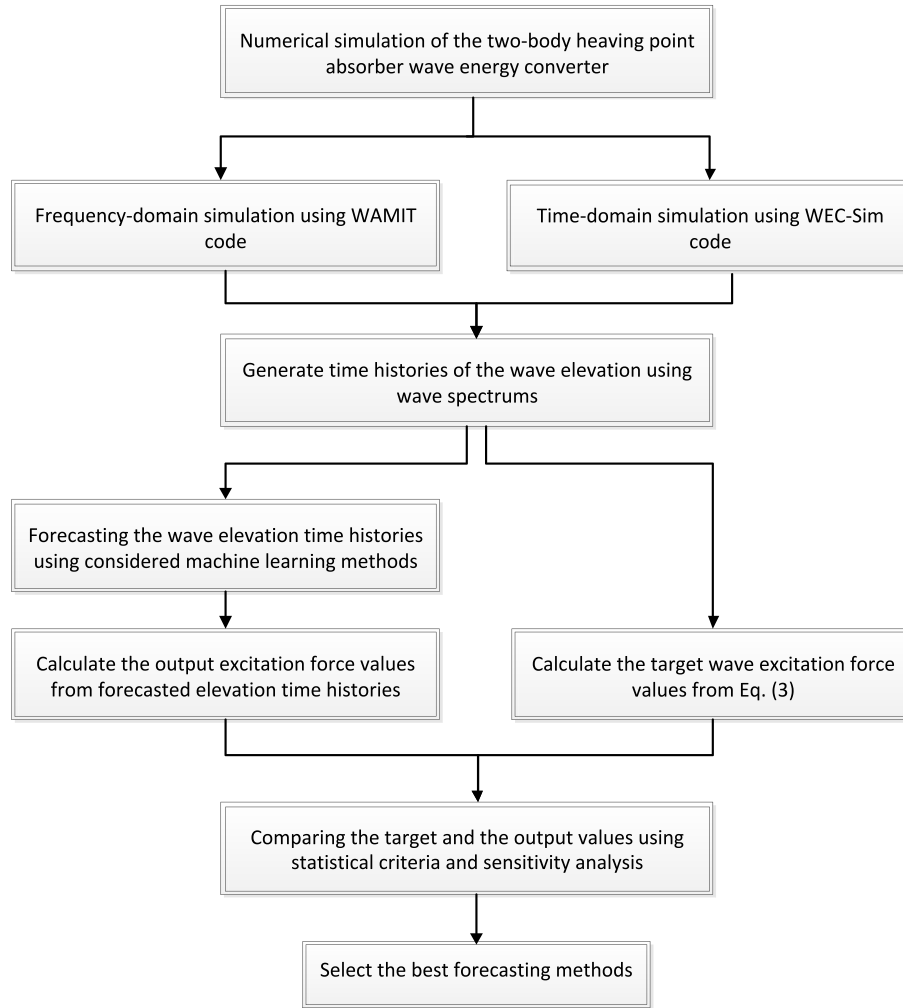 Numerical simulation of the two-body heaving point
absorber wave energy converter
Frequency-domain simulation using WAMIT
code
Time-domain simulation using WEC-Sim
code
Generate time histories of the wave elevation using
wave spectrums
Forecasting the wave elevation time histories
using considered machine learning methods
Calculate the output excitation force values
from forecasted elevation time histories
Calculate the target wave excitation force
values from Eq. (3)
Comparing the target and the output values using
statistical criteria and sensitivity analysis
Select the best forecasting methods